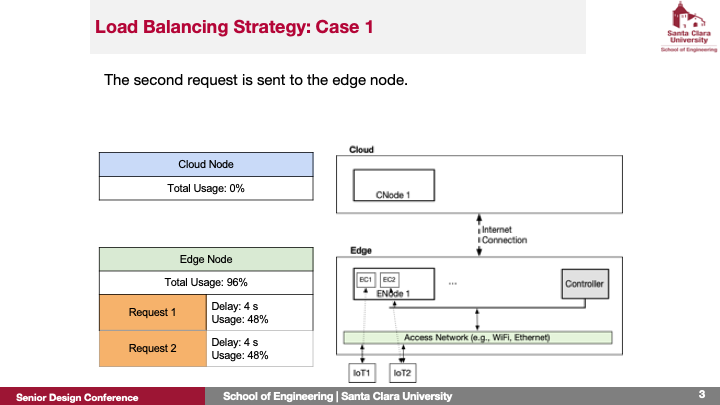 Load Balancing Strategy: Case 1
Santa Clara
University
School of Engineering
The second request is sent to the edge node.
Cloud Node
Total Usage: 0%
Edge Node
Total Usage: 96%
Request 1
Delay: 4 s
Usage: 48%
Request 2
Delay: 4 s
Usage: 48%
Cloud
CNode 1
Internet
Connection
Edge
EC1
EC2
ENode 1
...
Controller
Access Network (e.g., WiFi, Ethernet)
IoT1
IoT2
Senior Design Conference
School of Engineering | Santa Clara University
3